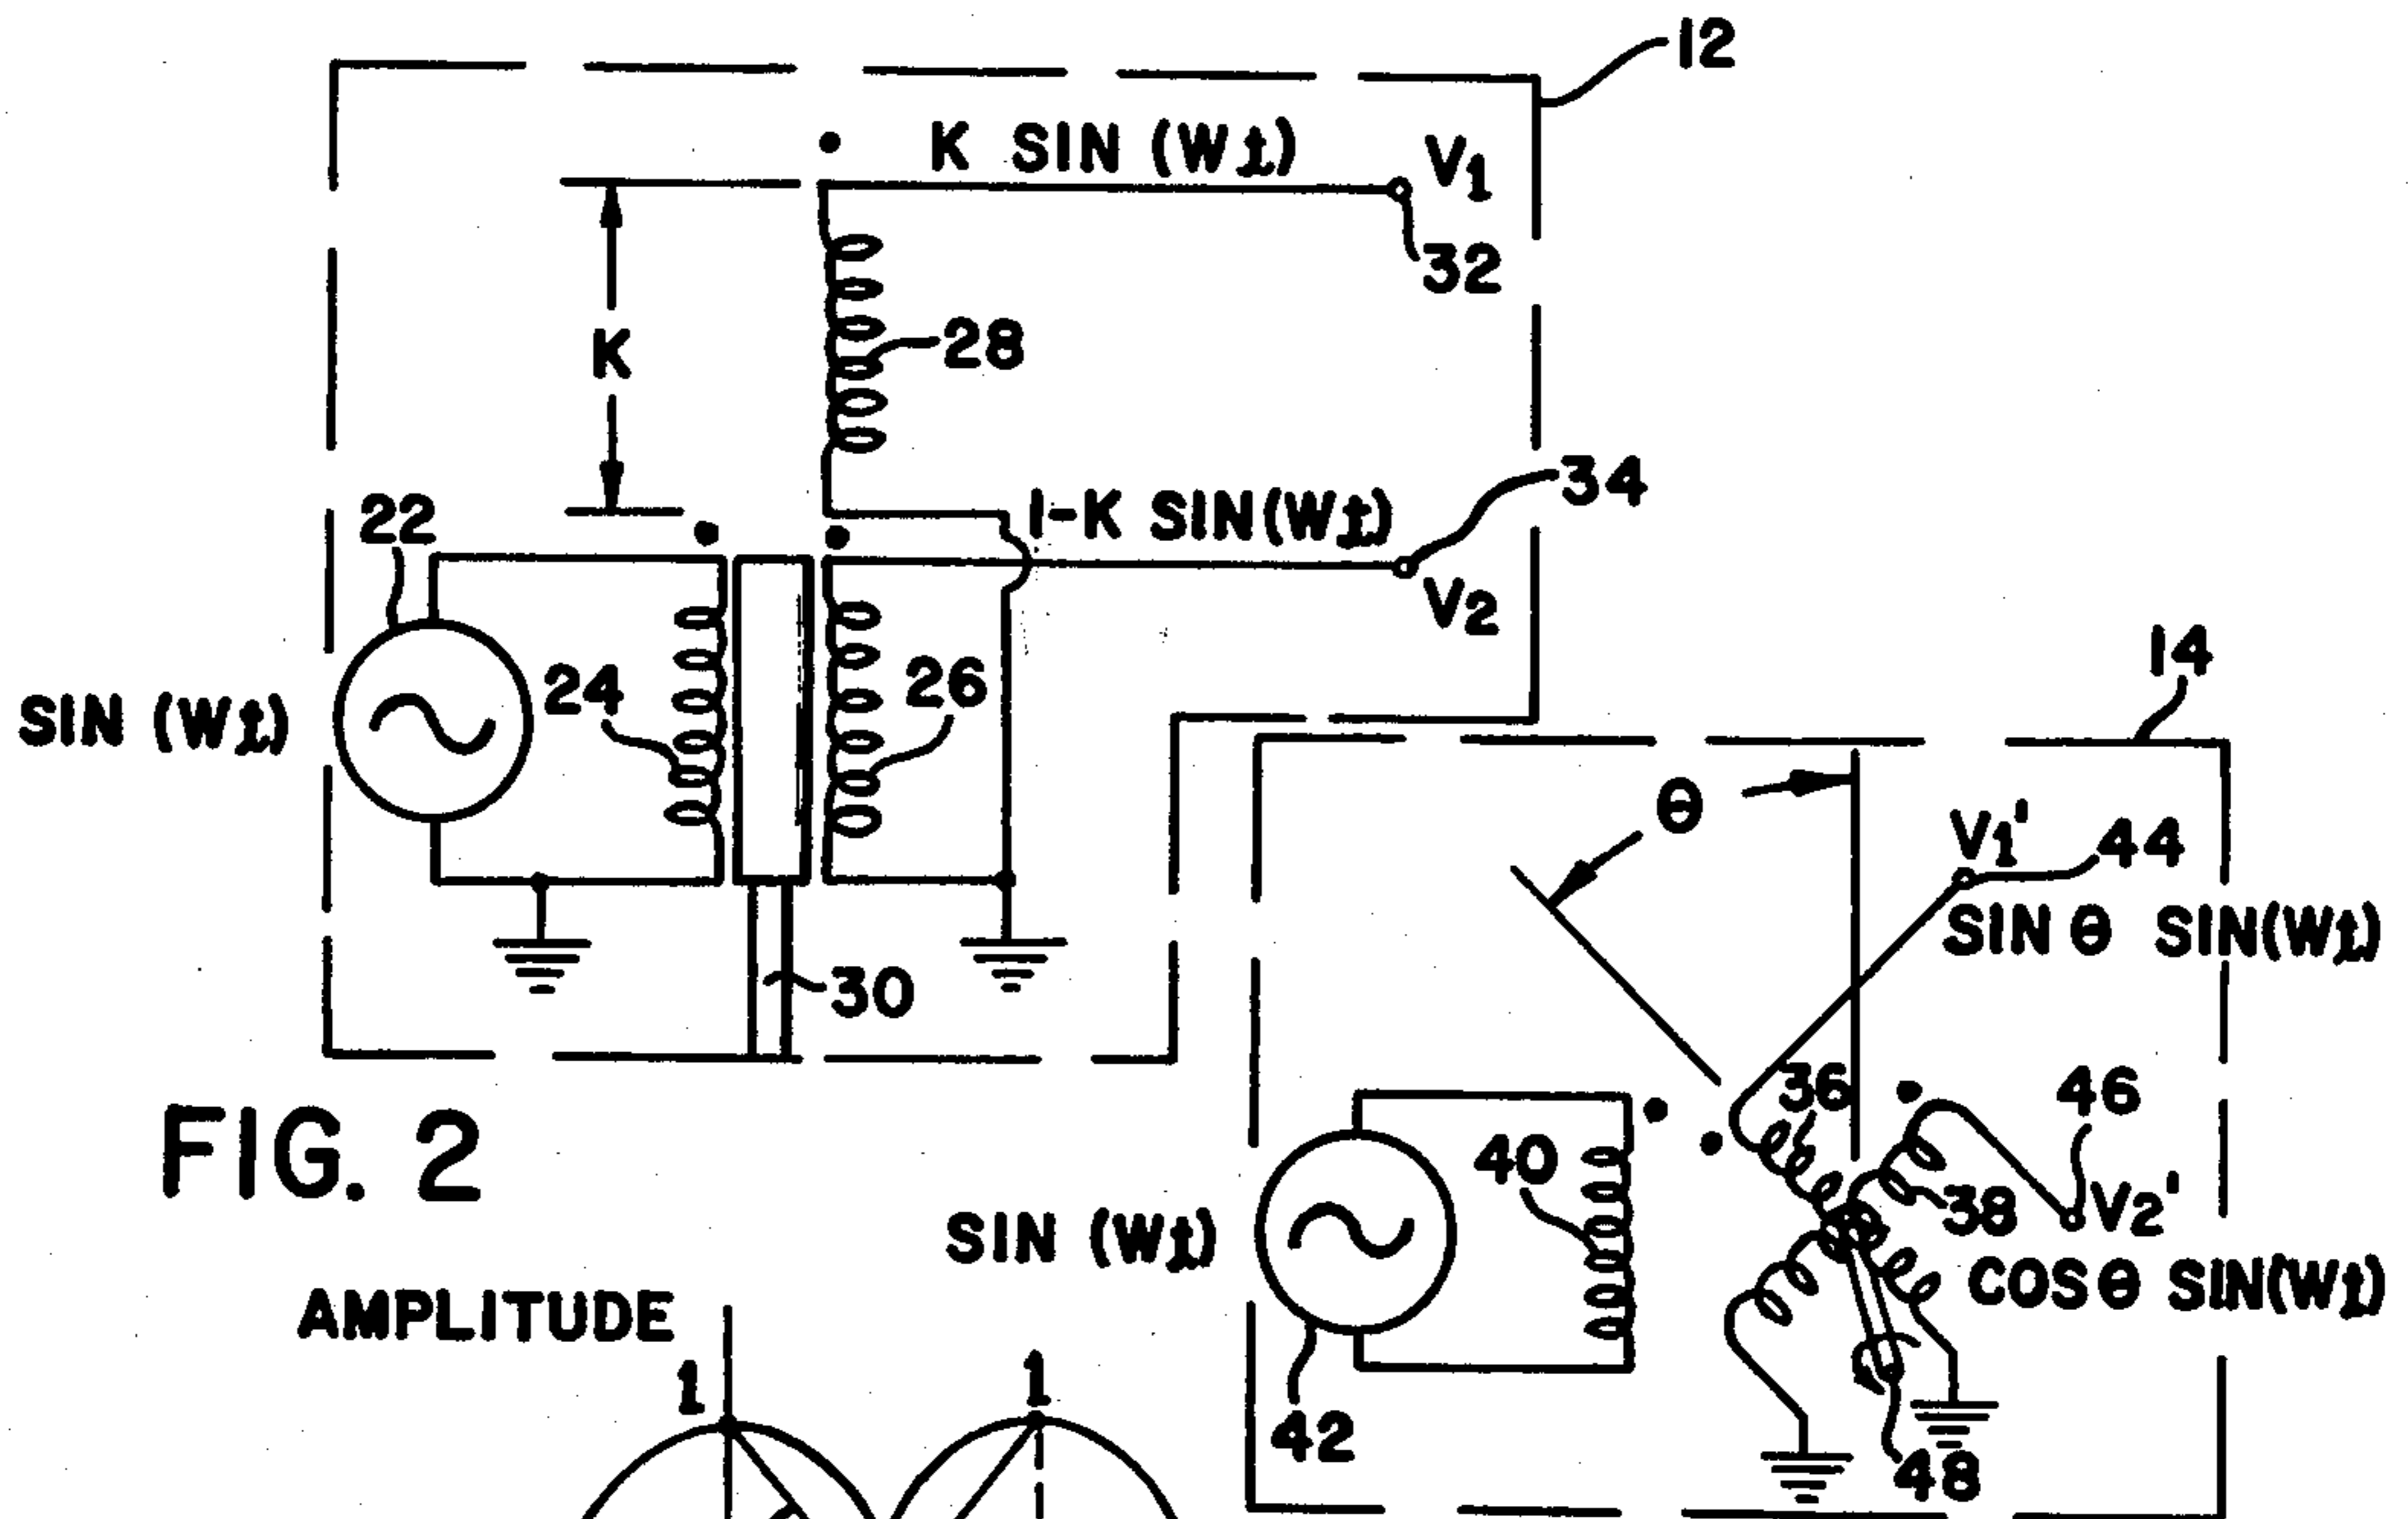 12
K SIN (Wt) V1
32
K
28
22
1-K SIN(Wt)
34
V2
24
26
SIN (Wt)
14
θ
V1'
44
SIN θ SIN(Wt)
30
36
46
FIG. 2
40
38
V2'
SIN (Wt)
COS θ SIN(Wt)
AMPLITUDE
1
1
42
48